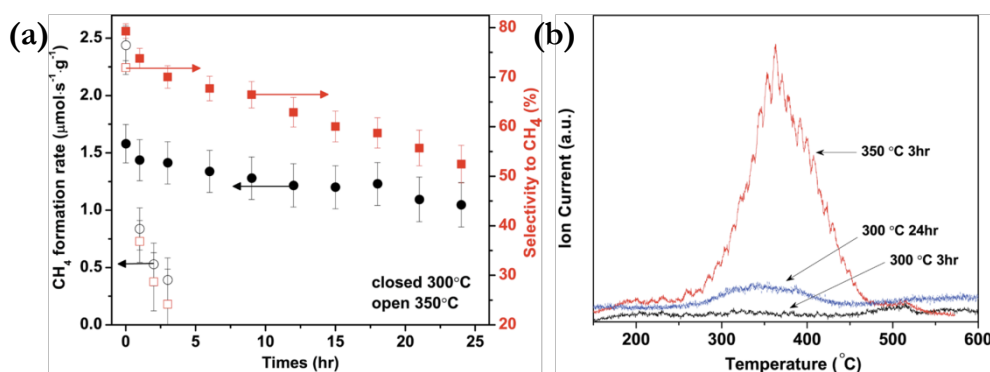 (a)
CH4 formation rate (μmol·s⁻¹·g⁻¹)
2.5
2.0
1.5
1.0
0.5
0.0
0 5 10 15 20 25
Times (hr)
closed 300°C
open 350°C
80
70
60
50
40
30
20
Selectivity to CH4 (%)
(b)
Ion Current (a.u.)
350 °C 3hr
300 °C 24hr
300 °C 3hr
200 300 400 500 600
Temperature (°C)